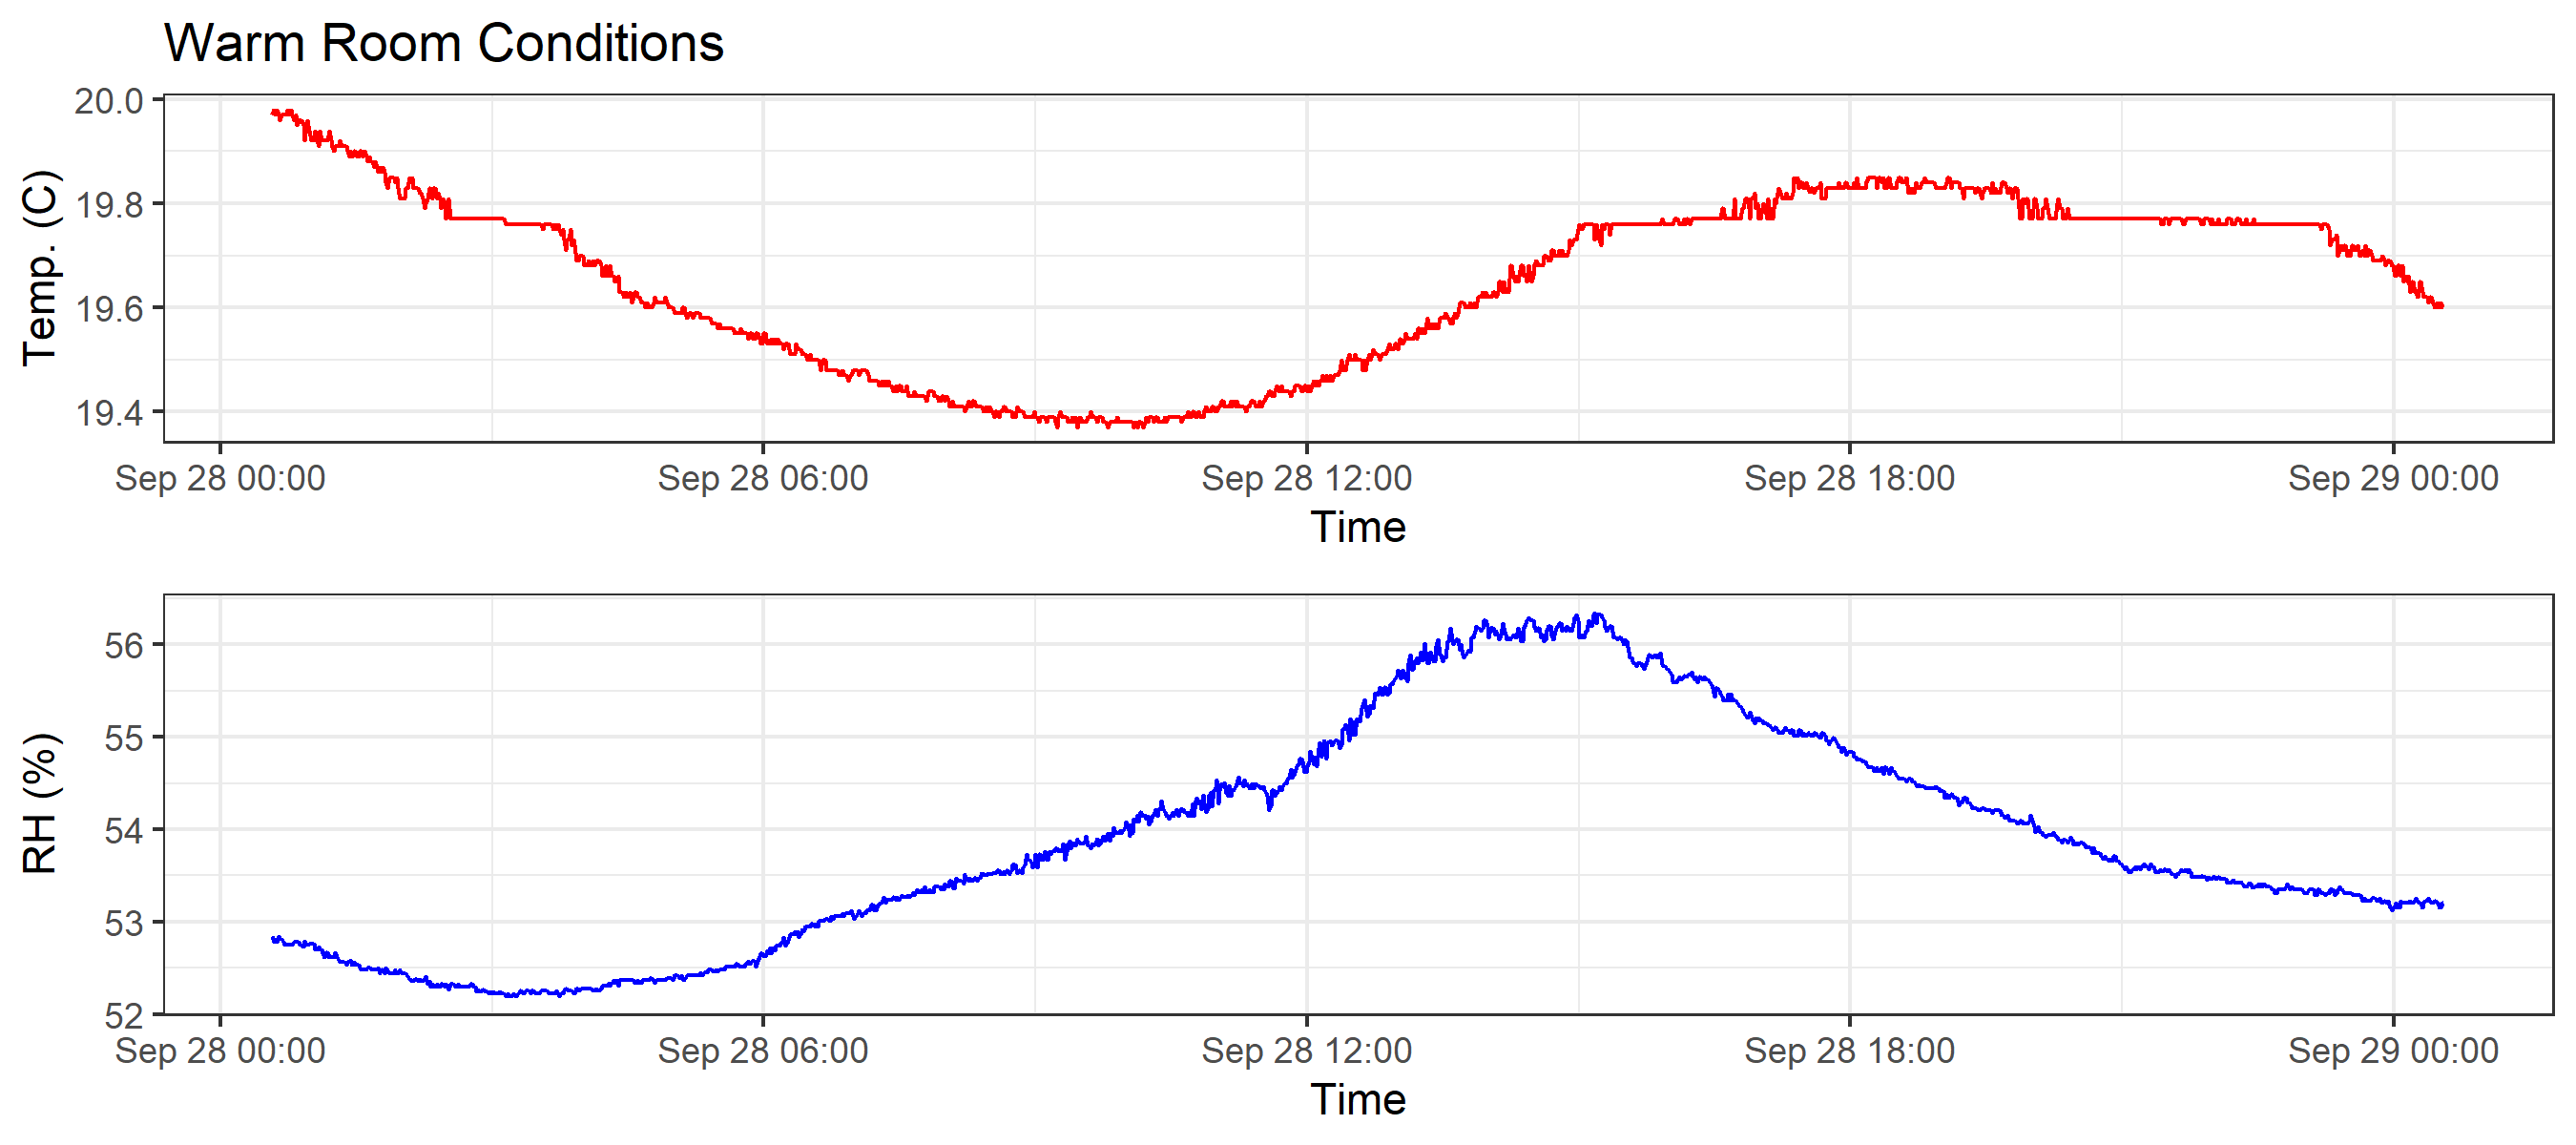 Warm Room Conditions
20.0
19.8
19.6
19.4
Temp. (C)
Sep 28 00:00 Sep 28 06:00 Sep 28 12:00 Sep 28 18:00 Sep 29 00:00
Time
56
55
54
53
52
RH (%)
Sep 28 00:00 Sep 28 06:00 Sep 28 12:00 Sep 28 18:00 Sep 29 00:00
Time